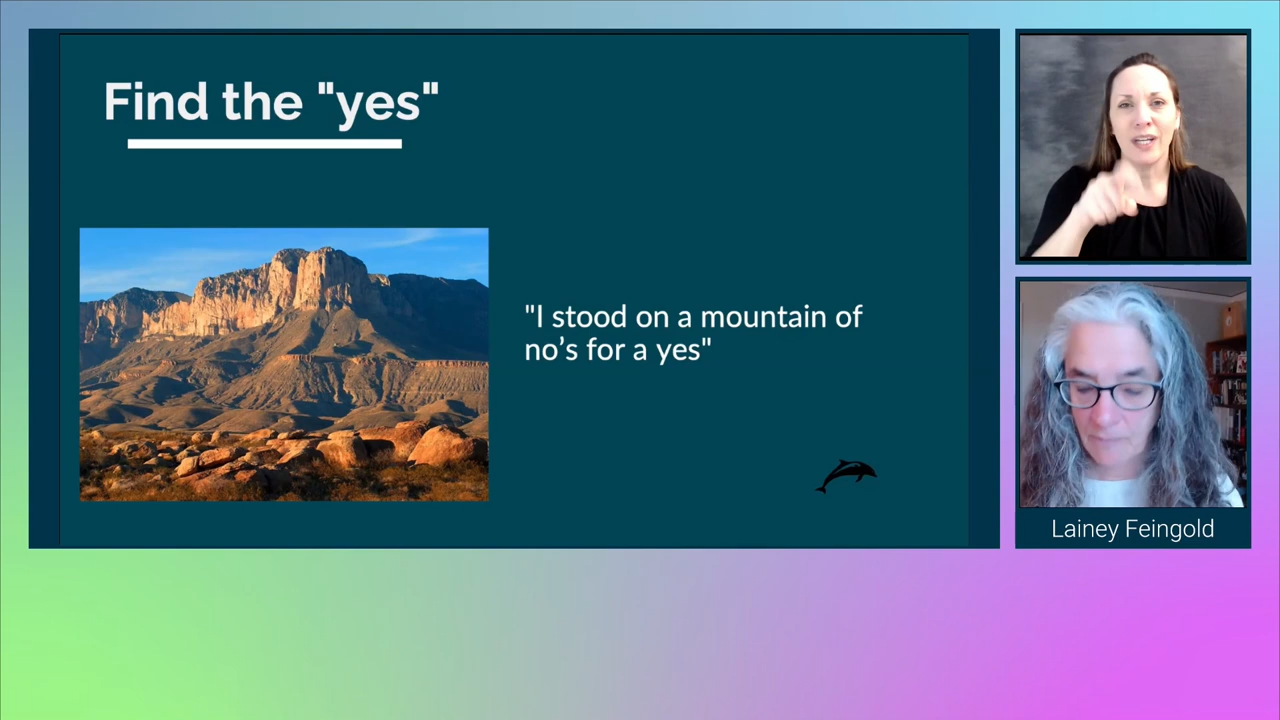 Find the "yes"
"I stood on a mountain of
no’s for a yes"
Lainey Feingold